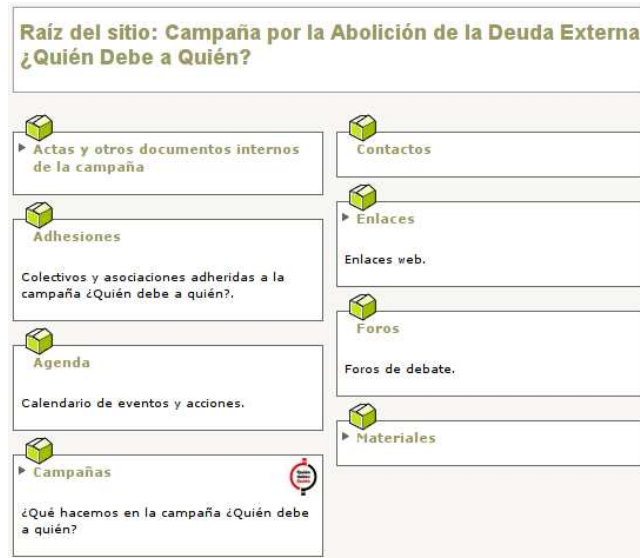 Raíz del sitio: Campaña por la Abolición de la Deuda Externa
¿Quién Debe a Quién?
Actas y otros documentos internos
de la campaña
Adhesiones
Colectivos y asociaciones adheridas a la
campaña ¿Quién debe a quién?.
Agenda
Calendario de eventos y acciones.
Campañas
¿Qué hacemos en la campaña ¿Quién debe
a quién?
Contactos
Enlaces
Enlaces web.
Foros
Foros de debate.
Materiales